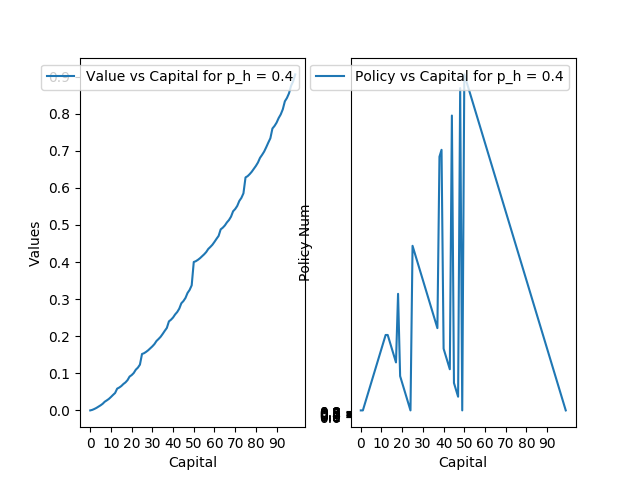 Value vs Capital for p_h = 0.4
Policy vs Capital for p_h = 0.4
0.9
0.8
0.7
0.6
0.5
0.4
0.3
0.2
0.1
0.0
Values
Policy Num
0 10 20 30 40 50 60 70 80 90
0 10 20 30 40 50 60 70 80 90
Capital
Capital